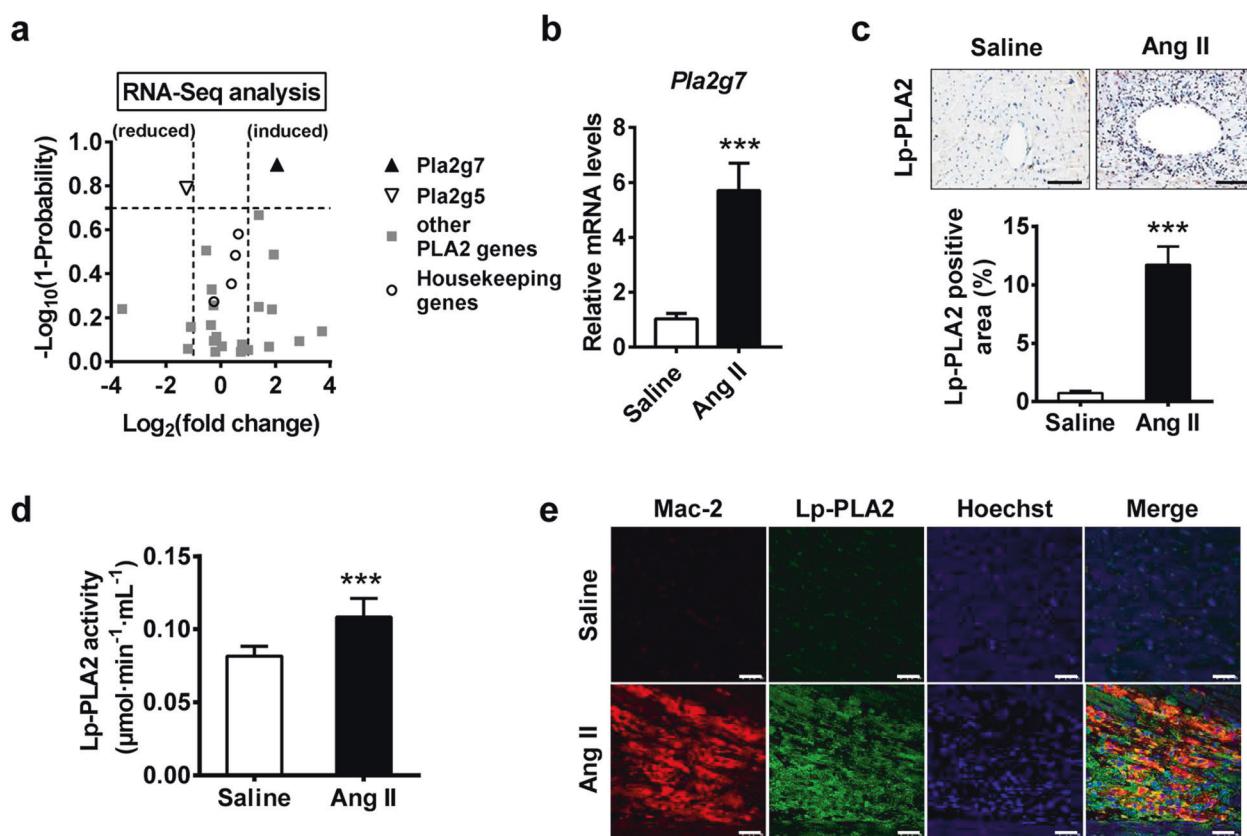 a
RNA-Seq analysis
(reduced)
(induced)
-Log10(1-Probability)
1.0
0.8
0.6
0.4
0.2
0.0
-4
-2
0
2
4
Log2(fold change)
Pla2g7
Pla2g5
other
PLA2 genes
Housekeeping
genes
b
Pla2g7
Relative mRNA levels
8
6
4
2
0
***
Saline
Ang II
c
Saline
Ang II
Lp-PLA2
Lp-PLA2 positive
area (%)
15
10
5
0
***
Saline
Ang II
d
Lp-PLA2 activity
(μmol·min⁻¹·mL⁻¹)
0.15
0.10
0.05
0.00
***
Saline
Ang II
e
Mac-2
Lp-PLA2
Hoechst
Merge
Saline
Ang II